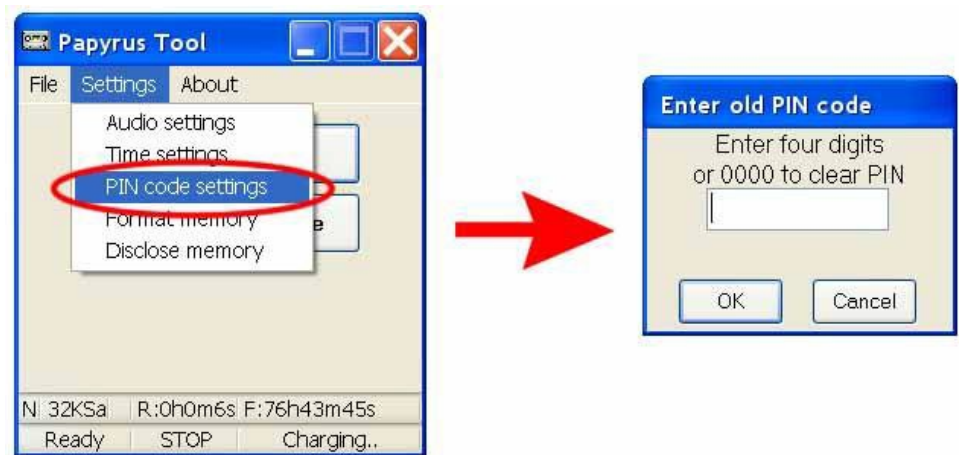 Papyrus Tool
File Settings About
Audio settings
Time settings
PIN code settings
Format memory
Disclose memory
e
N 32KSa R:0h0m6s F:76h43m45s
Ready STOP Charging..
Enter old PIN code
Enter four digits
or 0000 to clear PIN
OK Cancel